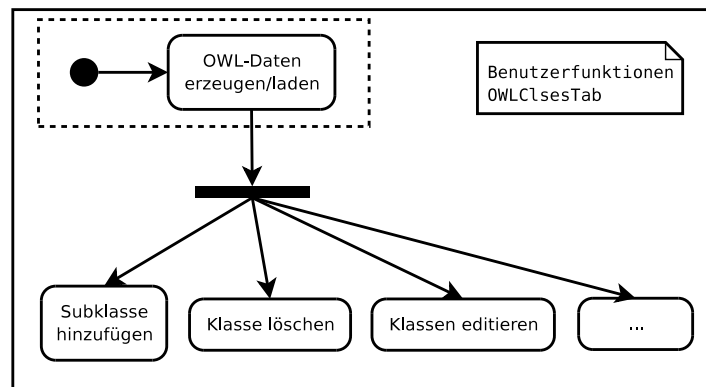 OWL-Daten
erzeugen/laden
Benutzerfunktionen
OWLClsesTab
Subklasse
hinzufügen
Klasse löschen
Klassen editieren
...